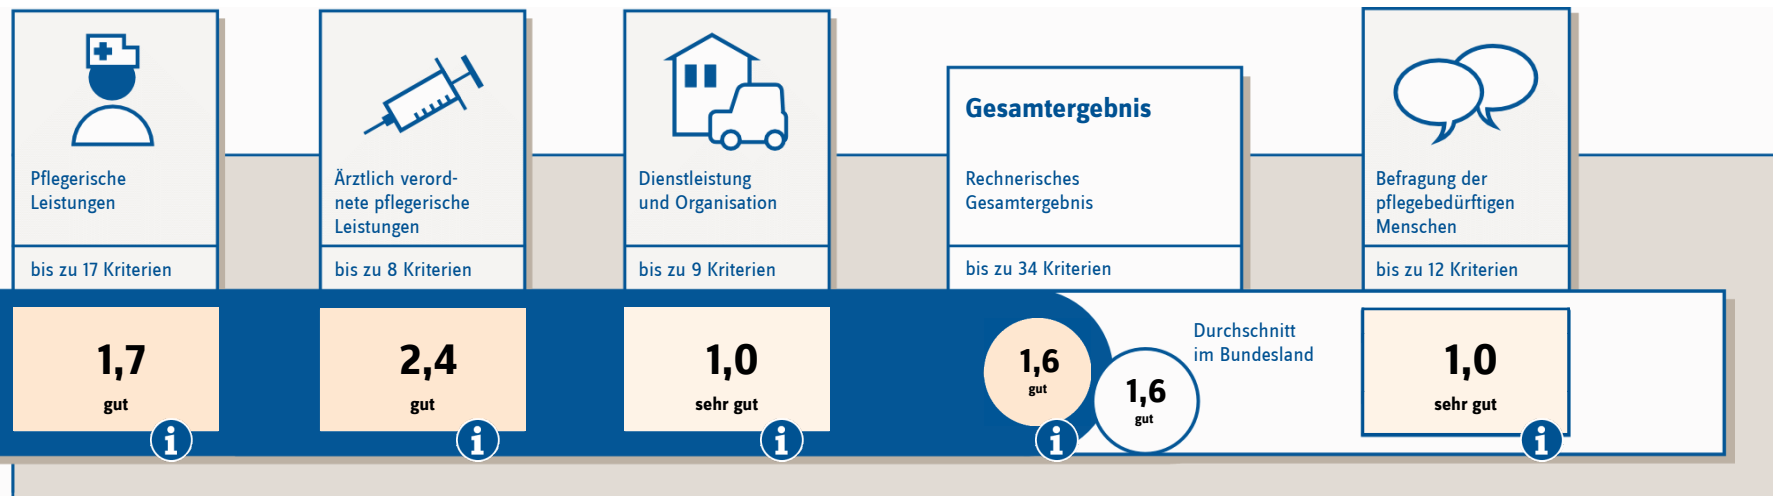 Pflegerische
Leistungen
bis zu 17 Kriterien
1,7
gut
Ärztlich verord-
nete pflegerische
Leistungen
bis zu 8 Kriterien
2,4
gut
Dienstleistung
und Organisation
bis zu 9 Kriterien
1,0
sehr gut
Gesamtergebnis
Rechnerisches
Gesamtergebnis
bis zu 34 Kriterien
1,6
gut
Durchschnitt
im Bundesland
1,6
gut
Befragung der
pflegebedürftigen
Menschen
bis zu 12 Kriterien
1,0
sehr gut